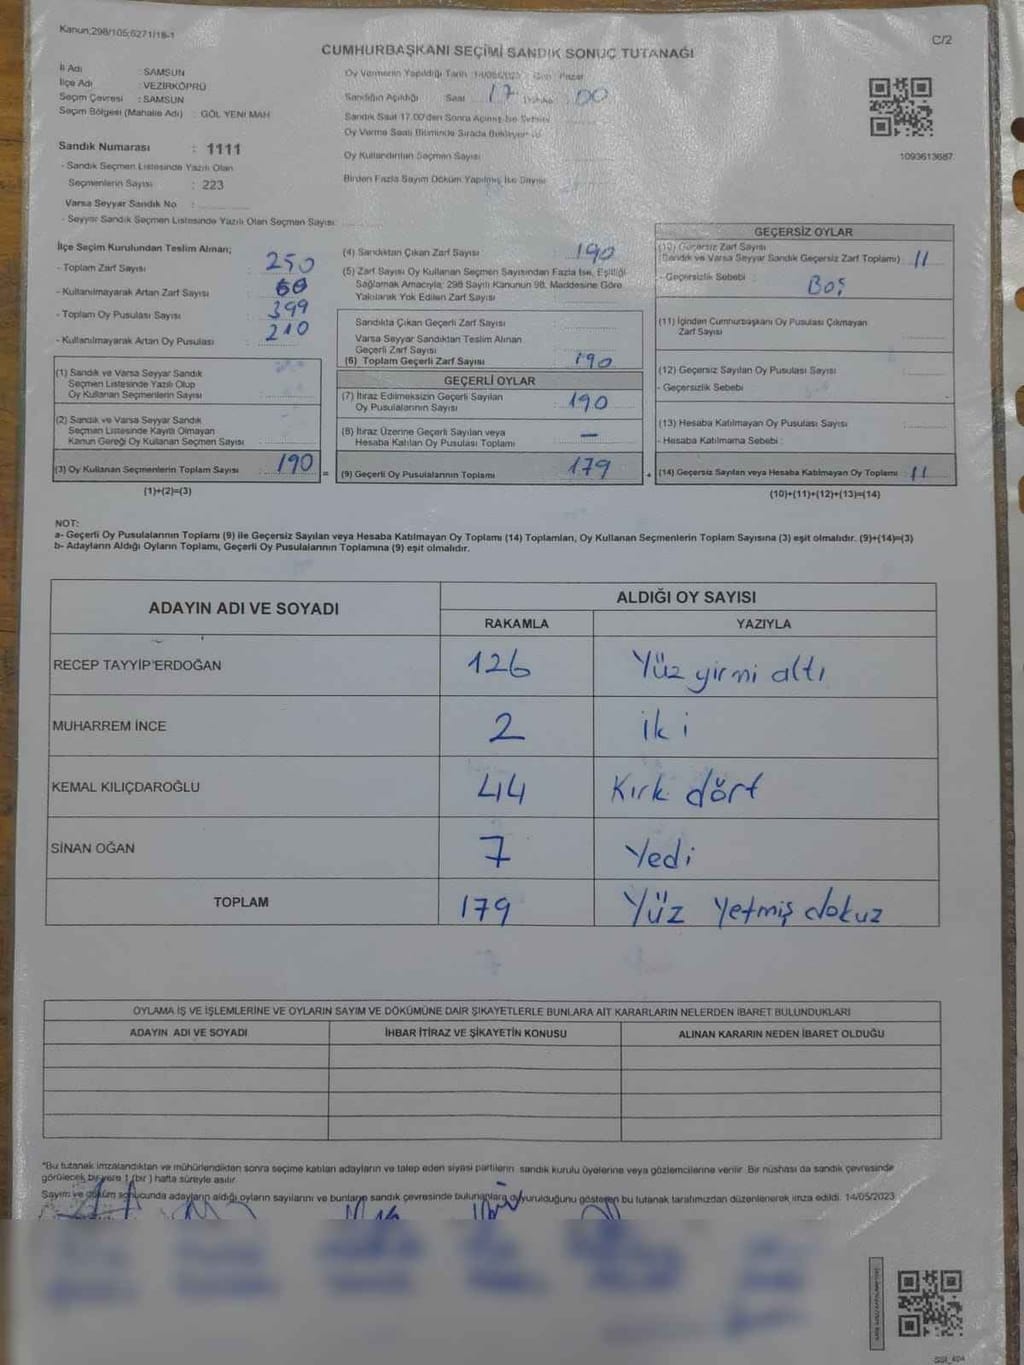 Kanun;298/105;6271/18-1
C/2
CUMHURBAŞKANI SEÇİMİ SANDIK SONUÇ TUTANAĞI
İl Adı : SAMSUN
İlçe Adı : VEZİRKÖPRÜ
Seçim Çevresi : SAMSUN
Seçim Bölgesi (Mahalle Adı) : GÖL YENİ MAH
Oy Vermenin Yapıldığı Tarih 14/05/2023 Gün Pazar
Sandığın Açıldığı Saat 17 Dakika 00
Sandık Saat 17.00'den Sonra Açılmış İse Sebebi
Oy Verme Saati Bitiminde Sırada Bekleyen
Oy Kullandırılan Seçmen Sayısı
Birden Fazla Sayım Döküm Yapılmış İse Sayısı
1093613687
Sandık Numarası : 1111
- Sandık Seçmen Listesinde Yazılı Olan
Seçmenlerin Sayısı : 223
Varsa Seyyar Sandık No :
- Seyyar Sandık Seçmen Listesinde Yazılı Olan Seçmen Sayısı:
İlçe Seçim Kurulundan Teslim Alınan;
- Toplam Zarf Sayısı : 250
- Kullanılmayarak Artan Zarf Sayısı : 60
- Toplam Oy Pusulası Sayısı : 399
- Kullanılmayarak Artan Oy Pusulası : 210
(1) Sandık ve Varsa Seyyar Sandık
Seçmen Listesinde Yazılı Olup
Oy Kullanan Seçmenlerin Sayısı
(2) Sandık ve Varsa Seyyar Sandık
Seçmen Listesinde Kayıtlı Olmayan
Kanun Gereği Oy Kullanan Seçmen Sayısı
(3) Oy Kullanan Seçmenlerin Toplam Sayısı : 190 =
(1)+(2)=(3)
(4) Sandıktan Çıkan Zarf Sayısı 190
(5) Zarf Sayısı Oy Kullanan Seçmen Sayısından Fazla İse, Eşitliği
Sağlamak Amacıyla; 298 Sayılı Kanunun 98. Maddesine Göre
Yakılarak Yok Edilen Zarf Sayısı
Sandıkta Çıkan Geçerli Zarf Sayısı
Varsa Seyyar Sandıktan Teslim Alınan
Geçerli Zarf Sayısı
(6) Toplam Geçerli Zarf Sayısı 190
GEÇERLİ OYLAR
(7) İtiraz Edilmeksizin Geçerli Sayılan
Oy Pusulalarının Sayısı 190
(8) İtiraz Üzerine Geçerli Sayılan veya
Hesaba Katılan Oy Pusulası Toplamı —
(9) Geçerli Oy Pusulalarının Toplamı 179 +
GEÇERSİZ OYLAR
(10) Geçersiz Zarf Sayısı
(Sandık ve Varsa Seyyar Sandık Geçersiz Zarf Toplamı) 11
- Geçersizlik Sebebi : Boş
(11) İçinden Cumhurbaşkanı Oy Pusulası Çıkmayan
Zarf Sayısı
(12) Geçersiz Sayılan Oy Pusulası Sayısı
- Geçersizlik Sebebi
(13) Hesaba Katılmayan Oy Pusulası Sayısı
- Hesaba Katılmama Sebebi :
(14) Geçersiz Sayılan veya Hesaba Katılmayan Oy Toplamı : 11
(10)+(11)+(12)+(13)=(14)
NOT:
a- Geçerli Oy Pusulalarının Toplamı (9) ile Geçersiz Sayılan veya Hesaba Katılmayan Oy Toplamı (14) Toplamları, Oy Kullanan Seçmenlerin Toplam Sayısına (3) eşit olmalıdır. (9)+(14)=(3)
b- Adayların Aldığı Oyların Toplamı, Geçerli Oy Pusulalarının Toplamına (9) eşit olmalıdır.
ADAYIN ADI VE SOYADI
ALDIĞI OY SAYISI
RAKAMLA YAZIYLA
RECEP TAYYİP ERDOĞAN 126 Yüz yirmi altı
MUHARREM İNCE 2 iki
KEMAL KILIÇDAROĞLU 44 Kırk dört
SİNAN OĞAN 7 Yedi
TOPLAM 179 Yüz Yetmiş dokuz
OYLAMA İŞ VE İŞLEMLERİNE VE OYLARIN SAYIM VE DÖKÜMÜNE DAİR ŞİKAYETLERLE BUNLARA AİT KARARLARIN NELERDEN İBARET BULUNDUKLARI
ADAYIN ADI VE SOYADI İHBAR İTİRAZ VE ŞİKAYETİN KONUSU ALINAN KARARIN NEDEN İBARET OLDUĞU
"Bu tutanak imzalandıktan ve mühürlendikten sonra seçime katılan adayların ve talep eden siyasi partilerin sandık kurulu üyelerine veya gözlemcilerine verilir. Bir nüshası da sandık çevresinde
görülecek bir yere 1 (bir) hafta süreyle asılır.
Sayım ve döküm sonucunda adayların aldığı oyların sayılarını ve bunların sandık çevresinde bulunanlara duyurulduğunu gösteren bu tutanak tarafımızdan düzenlenerek imza edildi. 14/05/2023